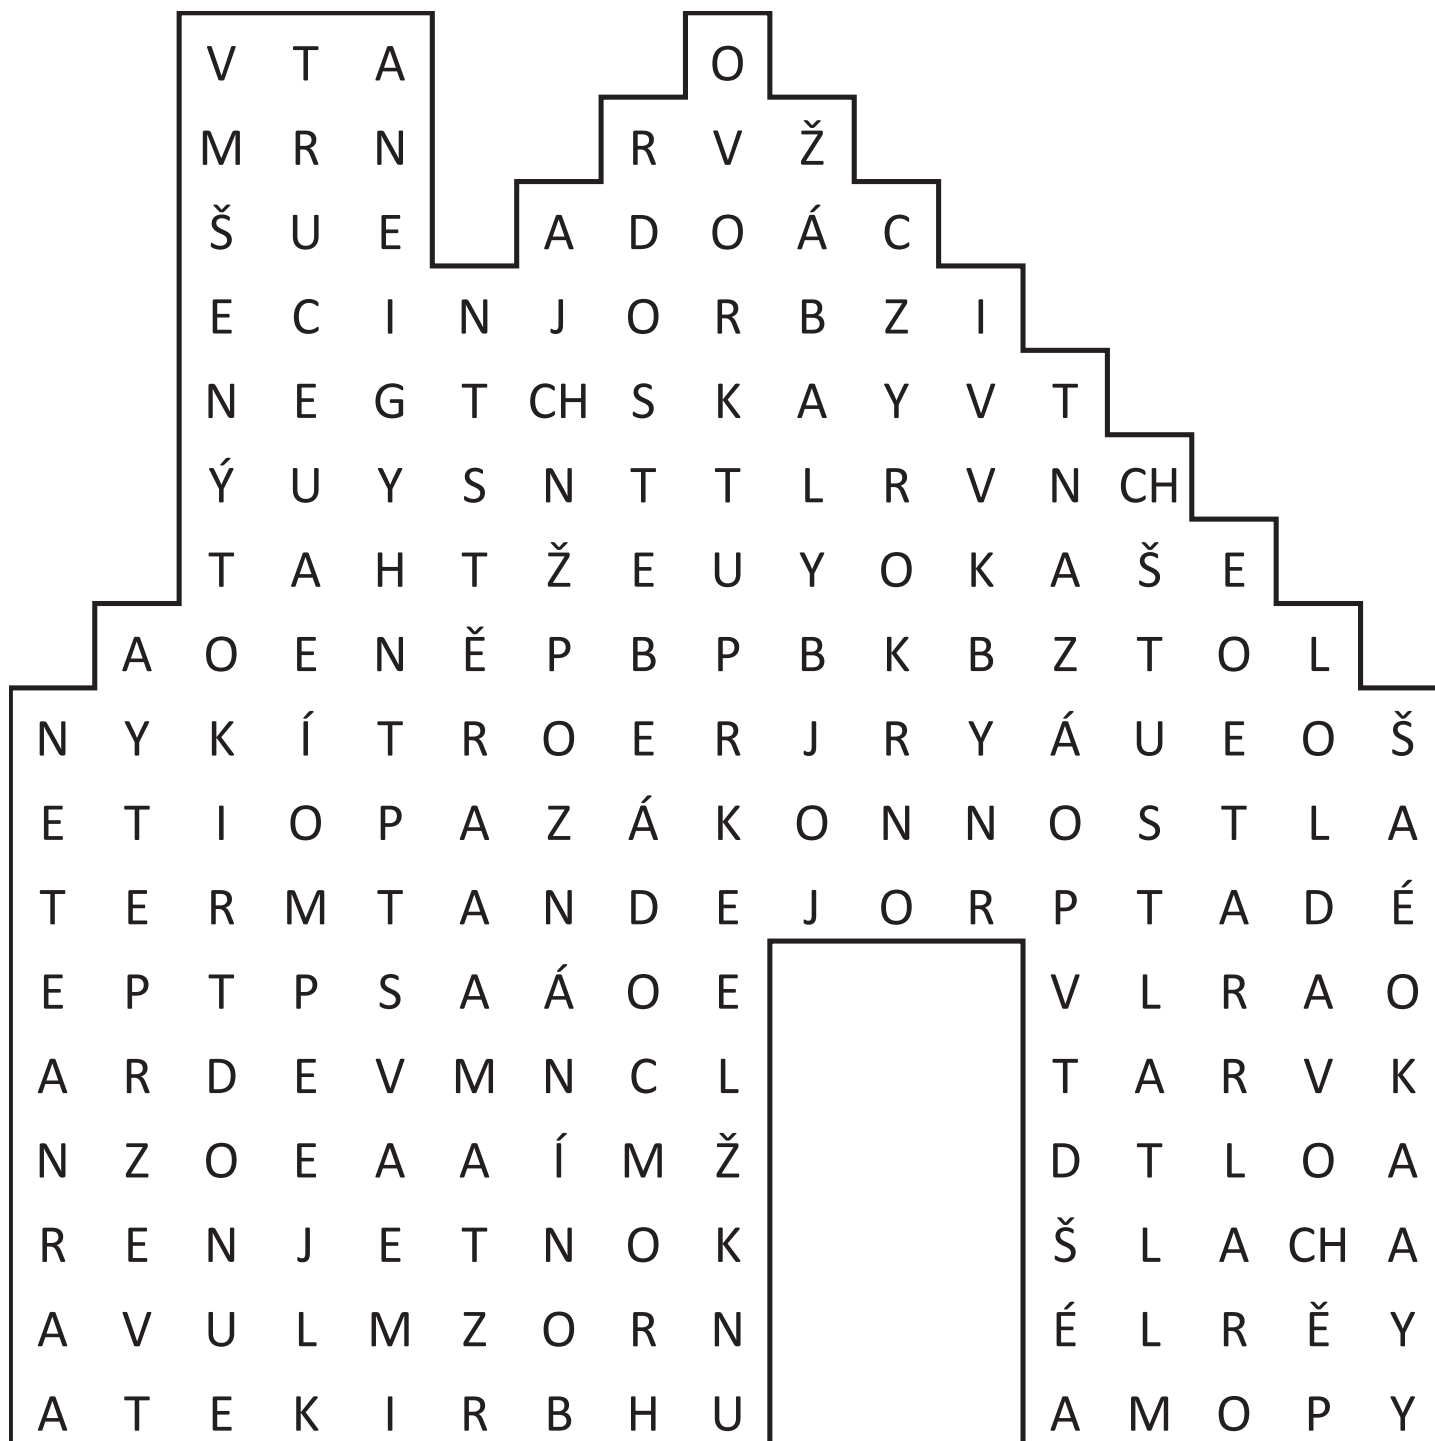 V T A O
M R N R V Ž
Š U E A D O Á C
E C I N J O R B Z I
N E G T CH S K A Y V T
Ý U Y S N T T L R V N CH
T A H T Ž E U Y O K A Š E
A O E N Ě P B P B K B Z T O L
N Y K Í T R O E R J R Y Á U E O Š
E T I O P A Z Á K O N N O S T L A
T E R M T A N D E J O R P T A D É
E P T P S A Á O E V L R A O
A R D E V M N C L T A R V K
N Z O E A A Í M Ž D T L O A
R E N J E T N O K Š L A CH A
A V U L M Z O R N É L R Ě Y
A T E K I R B H U A M O P Y